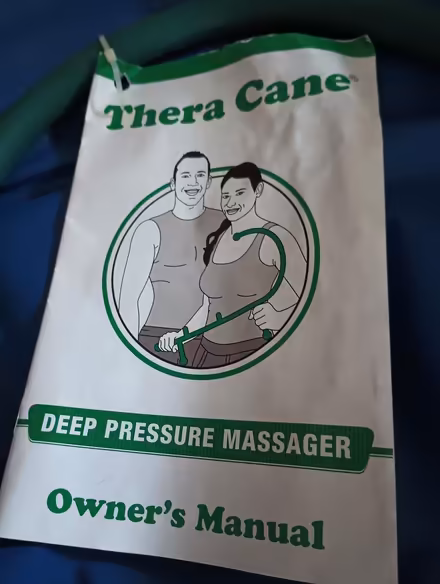 Thera Cane
DEEP PRESSURE MASSAGER
Owner's Manual